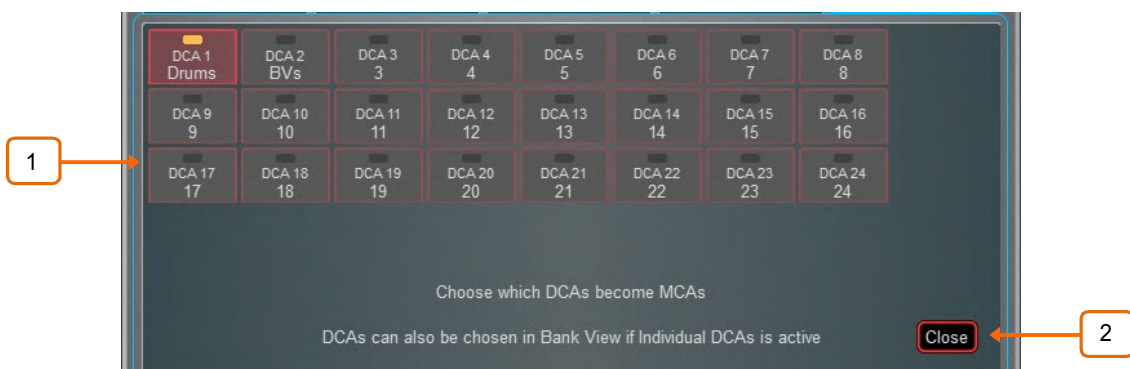 DCA 1 DCA 2 DCA 3 DCA 4 DCA 5 DCA 6 DCA 7 DCA 8
Drums BVs 3 4 5 6 7 8
DCA 9 DCA 10 DCA 11 DCA 12 DCA 13 DCA 14 DCA 15 DCA 16
9 10 11 12 13 14 15 16
1
DCA 17 DCA 18 DCA 19 DCA 20 DCA 21 DCA 22 DCA 23 DCA 24
17 18 19 20 21 22 23 24
Choose which DCAs become MCAs
DCAs can also be chosen in Bank View if Individual DCAs is active
Close
2